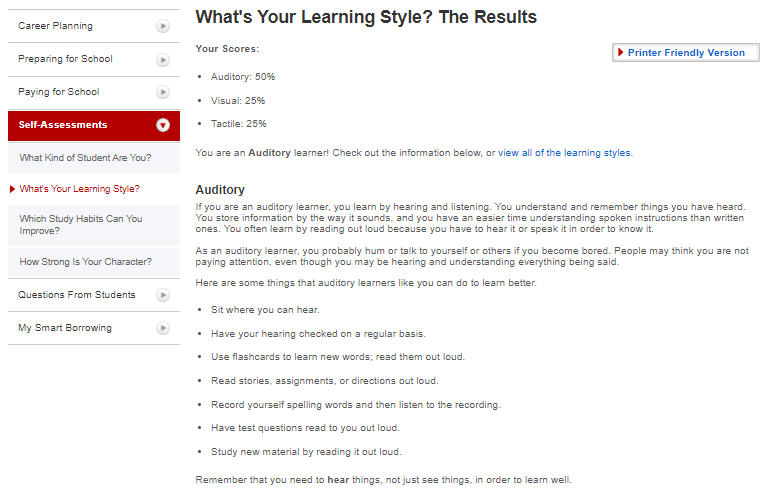 Career Planning
Preparing for School
Paying for School
Self-Assessments
What Kind of Student Are You?
What's Your Learning Style?
Which Study Habits Can You
Improve?
How Strong Is Your Character?
Questions From Students
My Smart Borrowing
What's Your Learning Style? The Results
Printer Friendly Version
Your Scores:
• Auditory: 50%
• Visual: 25%
• Tactile: 25%
You are an Auditory learner! Check out the information below, or view all of the learning styles.
Auditory
If you are an auditory learner, you learn by hearing and listening. You understand and remember things you have heard.
You store information by the way it sounds, and you have an easier time understanding spoken instructions than written
ones. You often learn by reading out loud because you have to hear it or speak it in order to know it.
As an auditory learner, you probably hum or talk to yourself or others if you become bored. People may think you are not
paying attention, even though you may be hearing and understanding everything being said.
Here are some things that auditory learners like you can do to learn better.
• Sit where you can hear.
• Have your hearing checked on a regular basis.
• Use flashcards to learn new words; read them out loud.
• Read stories, assignments, or directions out loud.
• Record yourself spelling words and then listen to the recording.
• Have test questions read to you out loud.
• Study new material by reading it out loud.
Remember that you need to hear things, not just see things, in order to learn well.